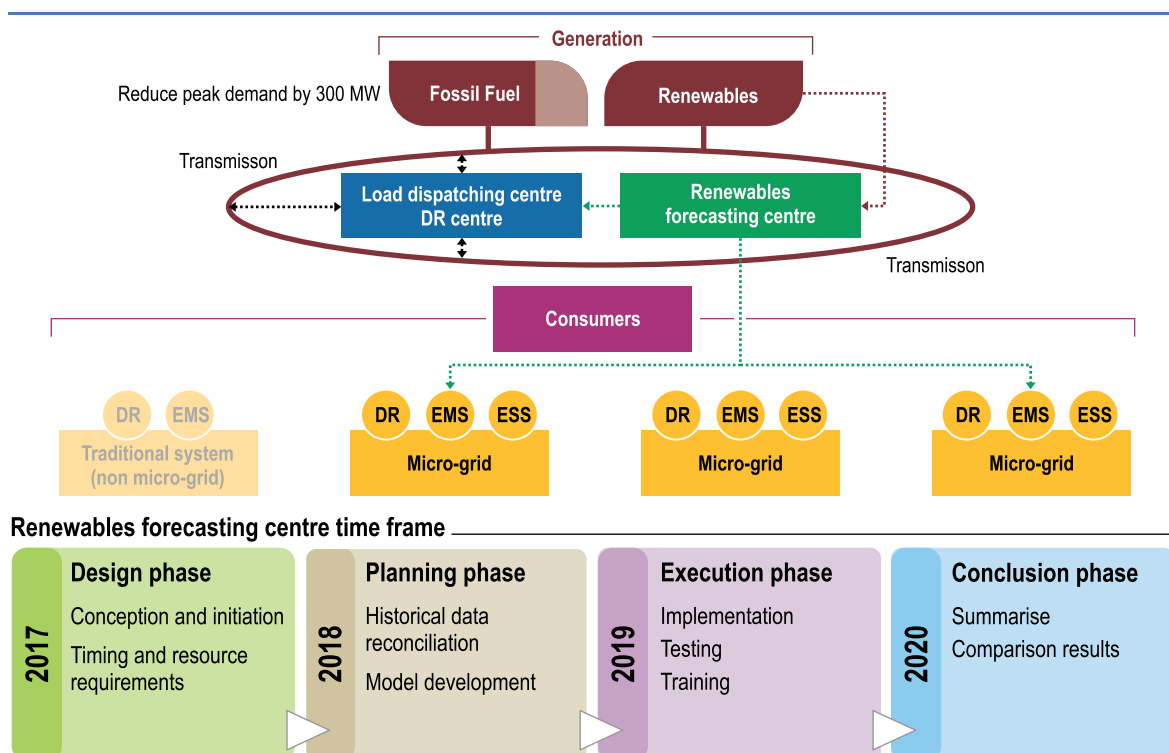 Generation
Reduce peak demand by 300 MW
Fossil Fuel
Renewables
Transmisson
Load dispatching centre
DR centre
Renewables
forecasting centre
Transmisson
Consumers
DR EMS
Traditional system
(non micro-grid)
DR EMS ESS
Micro-grid
DR EMS ESS
Micro-grid
DR EMS ESS
Micro-grid
Renewables forecasting centre time frame
2017
Design phase
Conception and initiation
Timing and resource
requirements
2018
Planning phase
Historical data
reconciliation
Model development
2019
Execution phase
Implementation
Testing
Training
2020
Conclusion phase
Summarise
Comparison results